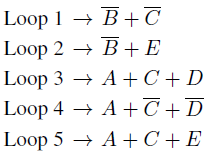 Loop 1 → B̅ + C̅
Loop 2 → B̅ + E
Loop 3 → A + C + D
Loop 4 → A + C̅ + D̅
Loop 5 → A + C + E